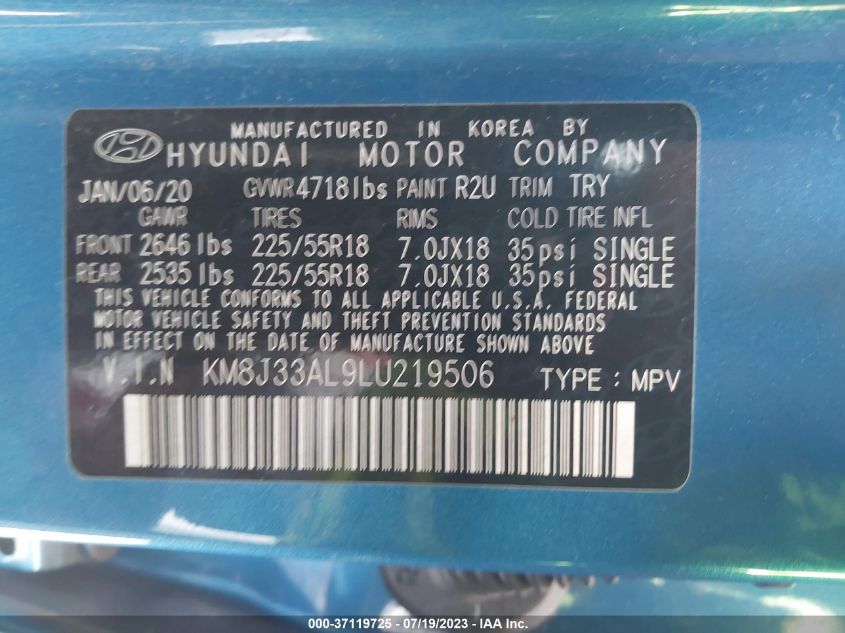 MANUFACTURED IN KOREA BY
HYUNDAI MOTOR COMPANY
JAN/06/20 GVWR 4718lbs PAINT R2U TRIM TRY
GAWR TIRES RIMS COLD TIRE INFL
FRONT 2646 lbs 225/55R18 7.0JX18 35psi SINGLE
REAR 2535 lbs 225/55R18 7.0JX18 35psi SINGLE
THIS VEHICLE CONFORMS TO ALL APPLICABLE U.S.A. FEDERAL
MOTOR VEHICLE SAFETY AND THEFT PREVENTION STANDARDS
IN EFFECT ON THE DATE OF MANUFACTURE SHOWN ABOVE
V.I.N KM8J33AL9LU219506 TYPE : MPV
000-37119725 - 07/19/2023 - IAA Inc.